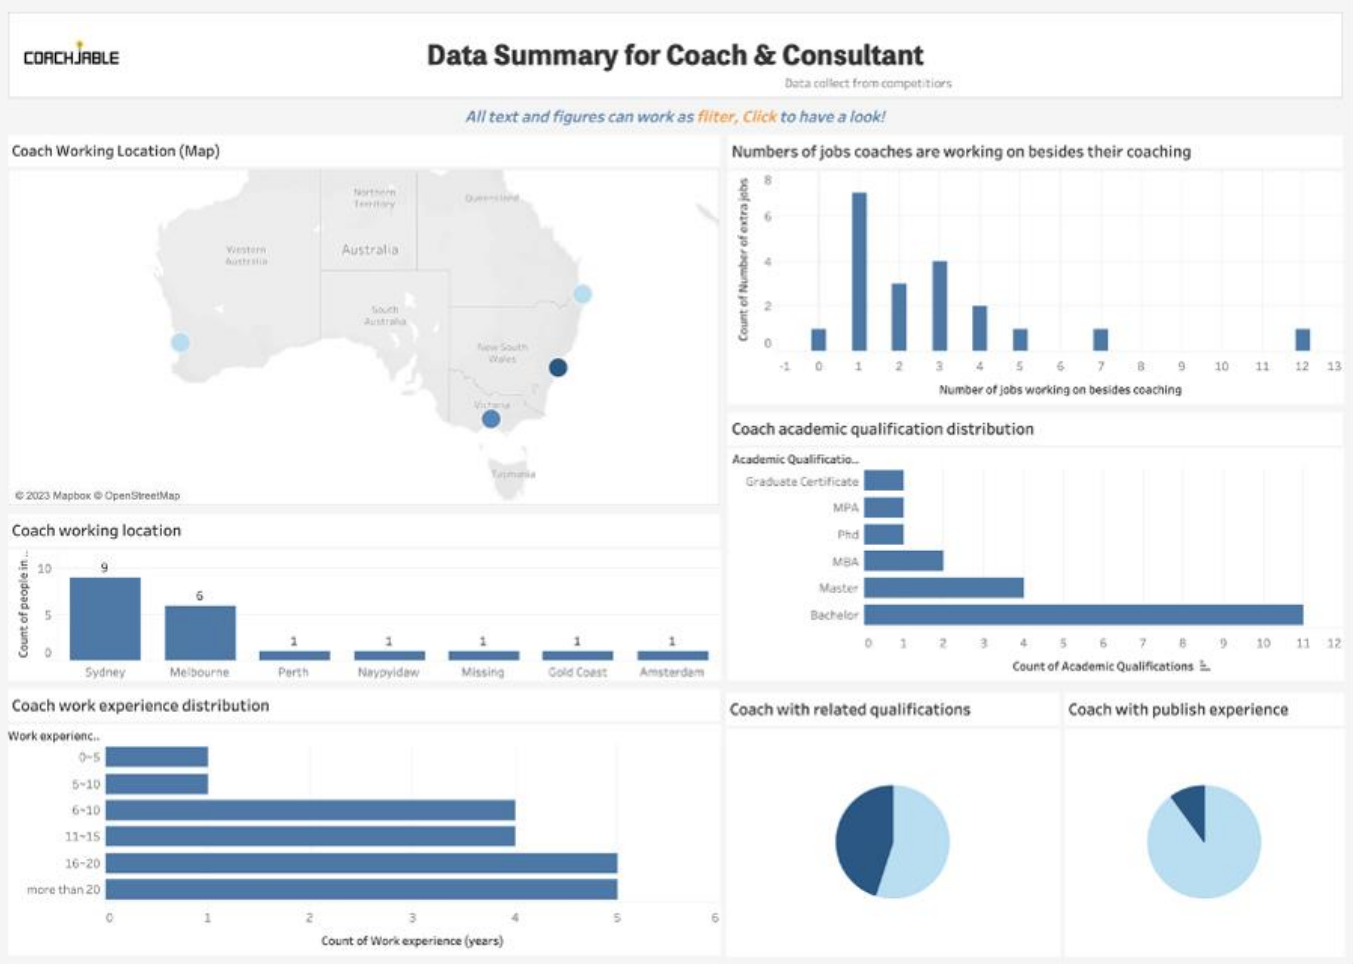 COACHJABLE
Data Summary for Coach & Consultant
Data collect from competitiors
All text and figures can work as fliter, Click to have a look!
Coach Working Location (Map)
Northern
Territory
Queensland
Western
Australia
Australia
South
Australia
New South
Wales
Victoria
Tasmania
© 2023 Mapbox © OpenStreetMap
Numbers of jobs coaches are working on besides their coaching
Count of Number of extra jobs
8
6
4
2
0
-1 0 1 2 3 4 5 6 7 8 9 10 11 12 13
Number of jobs working on besides coaching
Coach academic qualification distribution
Academic Qualificatio..
Graduate Certificate
MPA
Phd
MBA
Master
Bachelor
0 1 2 3 4 5 6 7 8 9 10 11 12
Count of Academic Qualifications
Coach working location
Count of people in...
10
5
0
9 6 1 1 1 1 1
Sydney Melbourne Perth Naypyidaw Missing Gold Coast Amsterdam
Coach work experience distribution
Work experienc..
0~5
5~10
6~10
11~15
16~20
more than 20
0 1 2 3 4 5 6
Count of Work experience (years)
Coach with related qualifications
Coach with publish experience